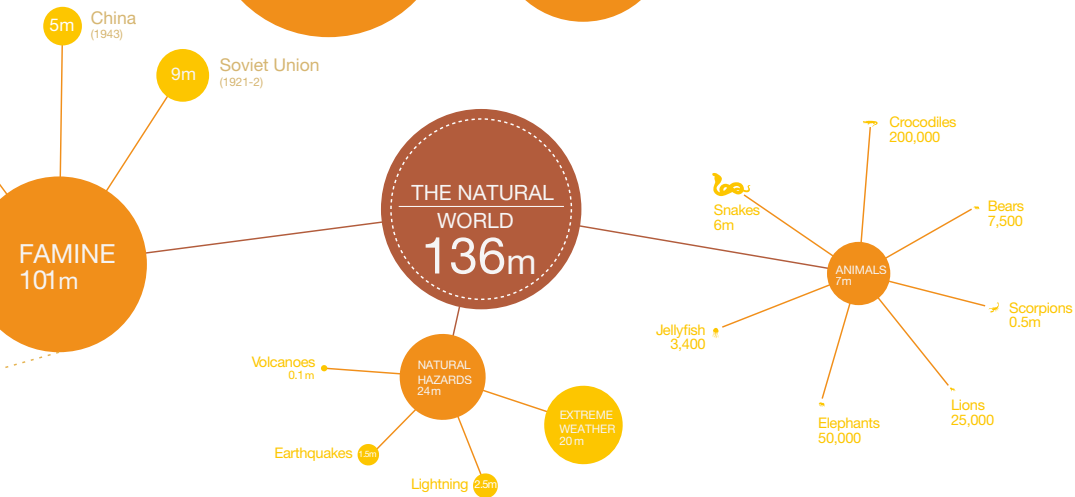 5m
China
(1943)
9m
Soviet Union
(1921-2)
FAMINE
101m
THE NATURAL
WORLD
136m
Crocodiles
200,000
Snakes
6m
Bears
7,500
ANIMALS
7m
Scorpions
0.5m
Jellyfish
3,400
Lions
25,000
Elephants
50,000
Volcanoes
0.1m
NATURAL
HAZARDS
24m
EXTREME
WEATHER
20m
Earthquakes 1.5m
Lightning 2.5m